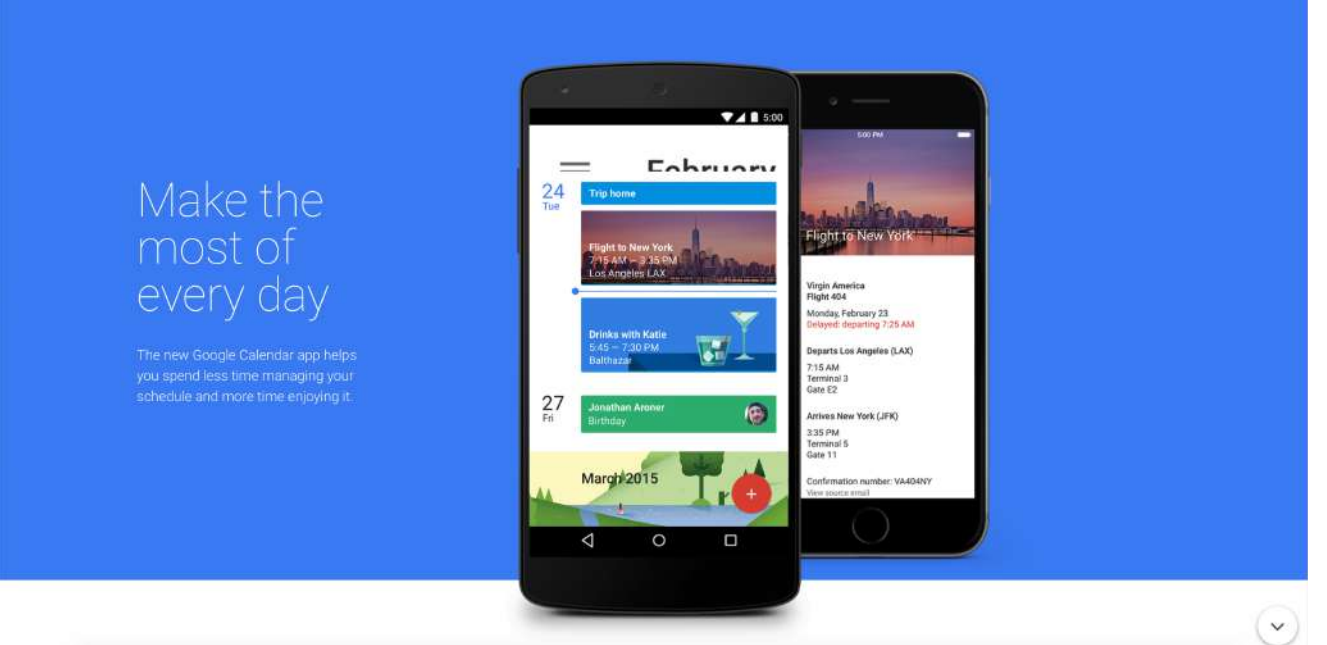 Make the
most of
every day
The new Google Calendar app helps
you spend less time managing your
schedule and more time enjoying it.
5:00
February
24
Tue
Trip home
Flight to New York
7:15 AM – 3:35 PM
Los Angeles LAX
Drinks with Katie
5:45 – 7:30 PM
Balthazar
27
Fri
Jonathan Aroner
Birthday
March 2015
+
5:00 PM
Flight to New York
Virgin America
Flight 404
Monday, February 23
Delayed: departing 7:25 AM
Departs Los Angeles (LAX)
7:15 AM
Terminal 3
Gate E2
Arrives New York (JFK)
3:35 PM
Terminal 5
Gate 11
Confirmation number: VA404NY
View source email